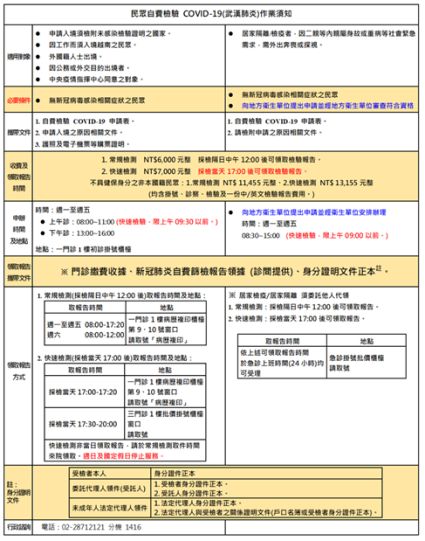 民眾自費檢驗 COVID-19(武漢肺炎)作業須知
適用對象
● 申請入境須檢附未感染檢驗證明之國家。
● 因工作而須入境越南之民眾。
● 外國籍人士出境。
● 因公務或外交目的出境者。
● 中央疫情指揮中心同意之對象。
● 居家隔離/檢疫者，因二親等內親屬身故或重病等社會緊急需求，需外出奔喪或探視。
必要條件
● 無新冠病毒感染相關症狀之民眾
● 無新冠病毒感染相關症狀之民眾
● 向地方衛生單位提出申請並經地方衛生單位審查符合資格
攜帶文件
1. 自費檢驗 COVID-19 申請表。
2. 申請入境之原因相關文件。
3. 護照及電子機票等購票證明。
1. 自費檢驗 COVID-19 申請表。
2. 請檢附申請之原因相關文件。
收費及
領取報告
時間
1. 常規檢測 NT$6,000 元整 採檢隔日中午 12:00 後可領取檢驗報告。
2. 快速檢測 NT$7,000 元整 採檢當天 17:00 後可領取檢驗報告。
不具健保身分之非本國籍民眾：1.常規檢測 NT$ 11,455 元整、2.快速檢測 NT$ 13,155 元整
(均含掛號、診察、檢驗及一份中/英文檢驗報告費用。)
申辦
時間
及地點
時間：週一至週五
● 上午診：08:00~11:00 (快速檢驗，限上午 09:30 以前。)
● 下午診：13:00~16:00
地點：一門診 1 樓初診掛號櫃檯
● 向地方衛生單位提出申請並經衛生單位安排辦理
時間：週一至週五
08:30~15:00 (快速檢驗，限上午 09:00 以前。)
領取報告
攜帶文件
※ 門診繳費收據、新冠肺炎自費篩檢報告領據 (診間提供)、身分證明文件正本註。
領取報告
方式
1. 常規檢測(採檢隔日中午 12:00 後)取報告時間及地點：
取報告時間 地點
週一至週五 08:00-17:20
週六 08:00-12:00
一門診 1 樓病歷複印櫃檯
第 9、10 號窗口
請取號「病歷複印」
2. 快速檢測(採檢當天 17:00 後)取報告時間及地點：
取報告時間 地點
採檢當天 17:00-17:20
一門診 1 樓病歷複印櫃檯
第 9、10 號窗口
請取號「病歷複印」
採檢當天 17:30-20:00
三門診 1 樓批價掛號櫃檯
窗口
請取號
快速檢測非當日領取報告，請於常規檢測取件時間
來院領取。週日及國定假日停止服務。
※ 居家檢疫/居家隔離 須委託他人代領
1. 常規檢測：採檢隔日中午 12:00 後可領取報告。
2. 快速檢測：採檢當天 17:00 後可領取報告。
取報告時間 地點
依上述可領取報告時間
於急診上班時間(24 小時)均
可受理
急診掛號批價櫃檯
請取號
註：
身分證明
文件
受檢者本人 身分證件正本
委託代理人領件(受託人)
1.受檢者身分證件正本。
2.受託人身分證件正本。
未成年人法定代理人領件
1.法定代理人身分證件正本。
2.法定代理人與受檢者之關係證明文件(戶口名簿或受檢者身分證件正本)。
行政諮詢 電話：02-28712121 分機 1416